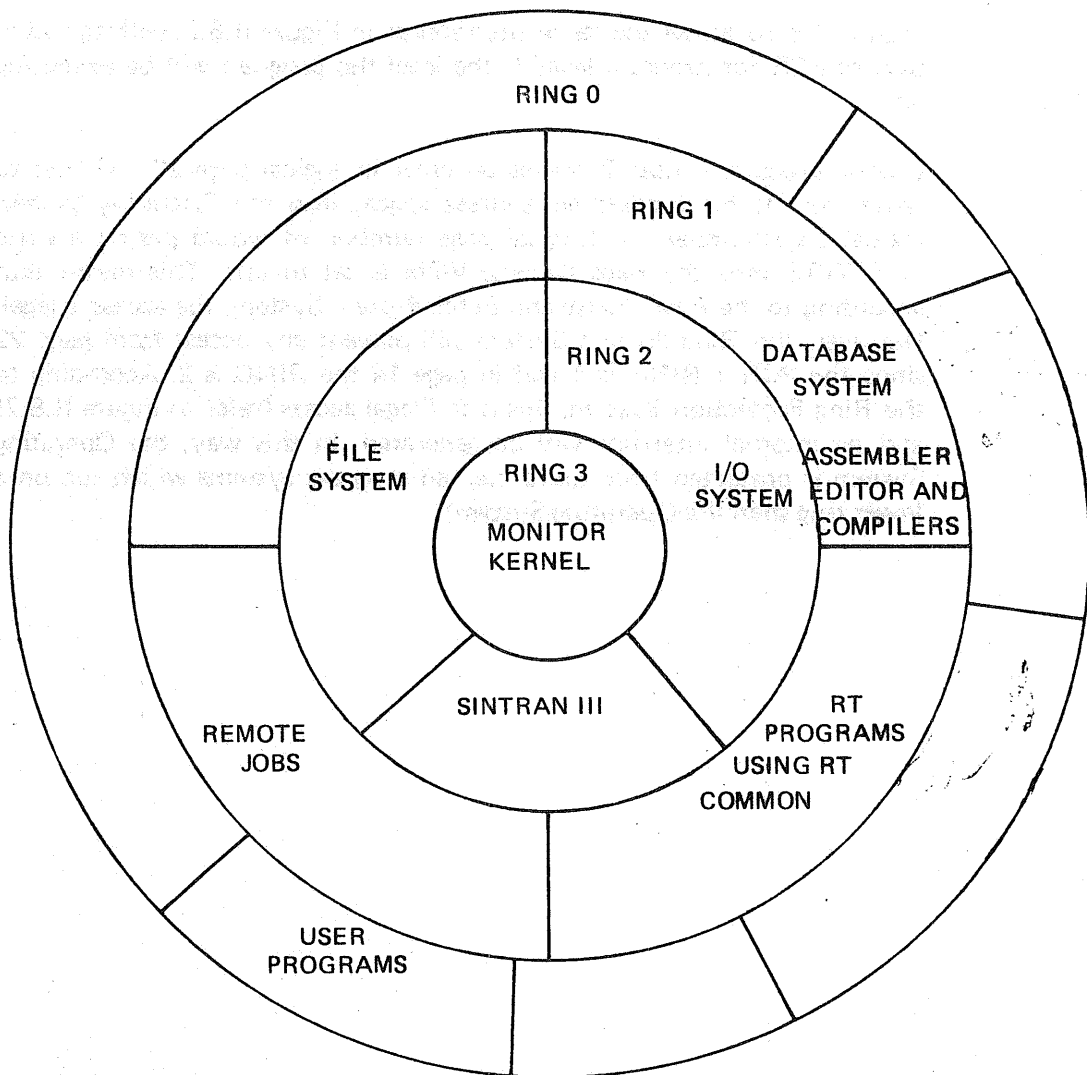 RING 0
RING 1
RING 2
DATABASE
SYSTEM
FILE
SYSTEM
RING 3
I/O
SYSTEM
ASSEMBLER
EDITOR AND
COMPILERS
MONITOR
KERNEL
SINTRAN III
REMOTE
JOBS
RT
PROGRAMS
USING RT
COMMON
USER
PROGRAMS